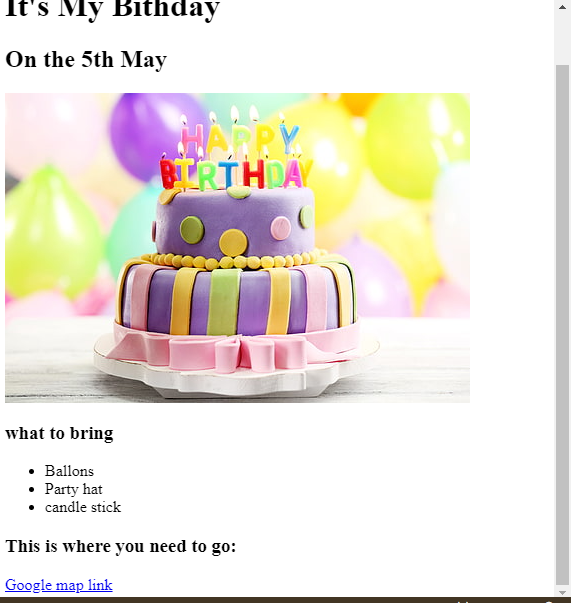 It's My Bithday
On the 5th May
HAPPY
BIRTHDAY
what to bring
Ballons
Party hat
candle stick
This is where you need to go:
Google map link